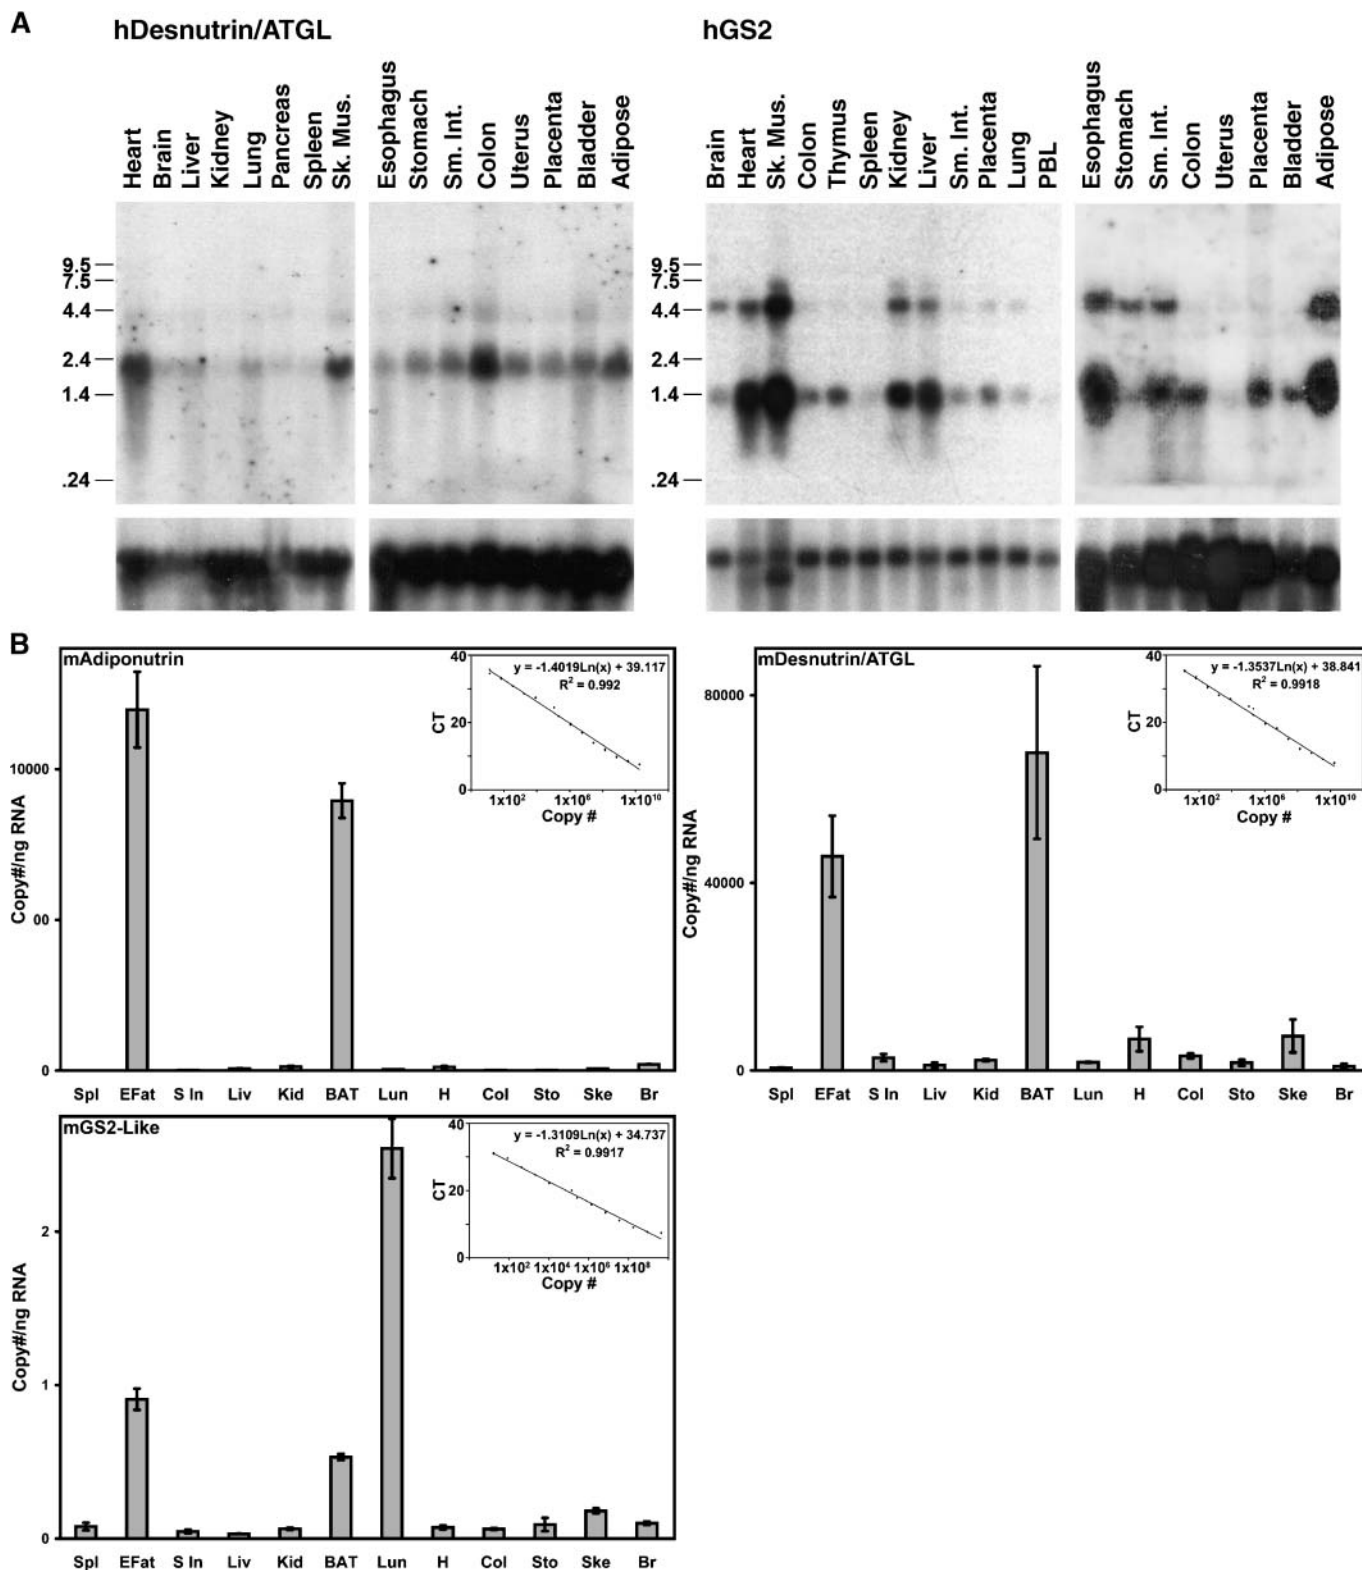 A
hDesnutrin/ATGL
hGS2
Heart
Brain
Liver
Kidney
Lung
Pancreas
Spleen
Sk. Mus.
Esophagus
Stomach
Sm. Int.
Colon
Uterus
Placenta
Bladder
Adipose
Brain
Heart
Sk. Mus.
Colon
Thymus
Spleen
Kidney
Liver
Sm. Int.
Placenta
Lung
PBL
Esophagus
Stomach
Sm. Int.
Colon
Uterus
Placenta
Bladder
Adipose
9.5
7.5
4.4
2.4
1.4
.24
9.5
7.5
4.4
2.4
1.4
.24
B
mAdiponutrin
y = -1.4019Ln(x) + 39.117
R² = 0.992
40
20
0
CT
1x10² 1x10⁶ 1x10¹⁰
Copy #
10000
00
0
Copy#/ng RNA
Spl EFat S In Liv Kid BAT Lun H Col Sto Ske Br
mDesnutrin/ATGL
y = -1.3537Ln(x) + 38.841
R² = 0.9918
40
20
0
CT
1x10² 1x10⁶ 1x10¹⁰
Copy #
80000
40000
0
Copy#/ng RNA
Spl EFat S In Liv Kid BAT Lun H Col Sto Ske Br
mGS2-Like
y = -1.3109Ln(x) + 34.737
R² = 0.9917
40
20
0
CT
1x10² 1x10⁴ 1x10⁶ 1x10⁸
Copy #
2
1
0
Copy#/ng RNA
Spl EFat S In Liv Kid BAT Lun H Col Sto Ske Br